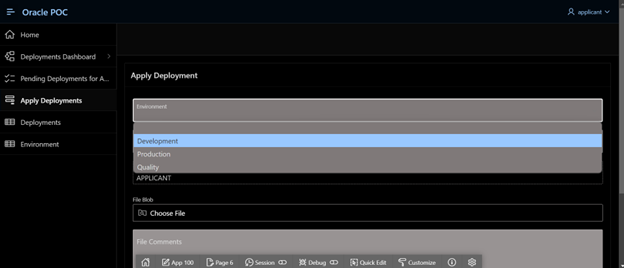 Oracle POC
applicant
Home
Deployments Dashboard
Pending Deployments for A...
Apply Deployments
Deployments
Environment
Apply Deployment
Environment
Development
Production
Quality
APPLICANT
File Blob
Choose File
File Comments
App 100 Page 6 Session Debug Quick Edit Customize